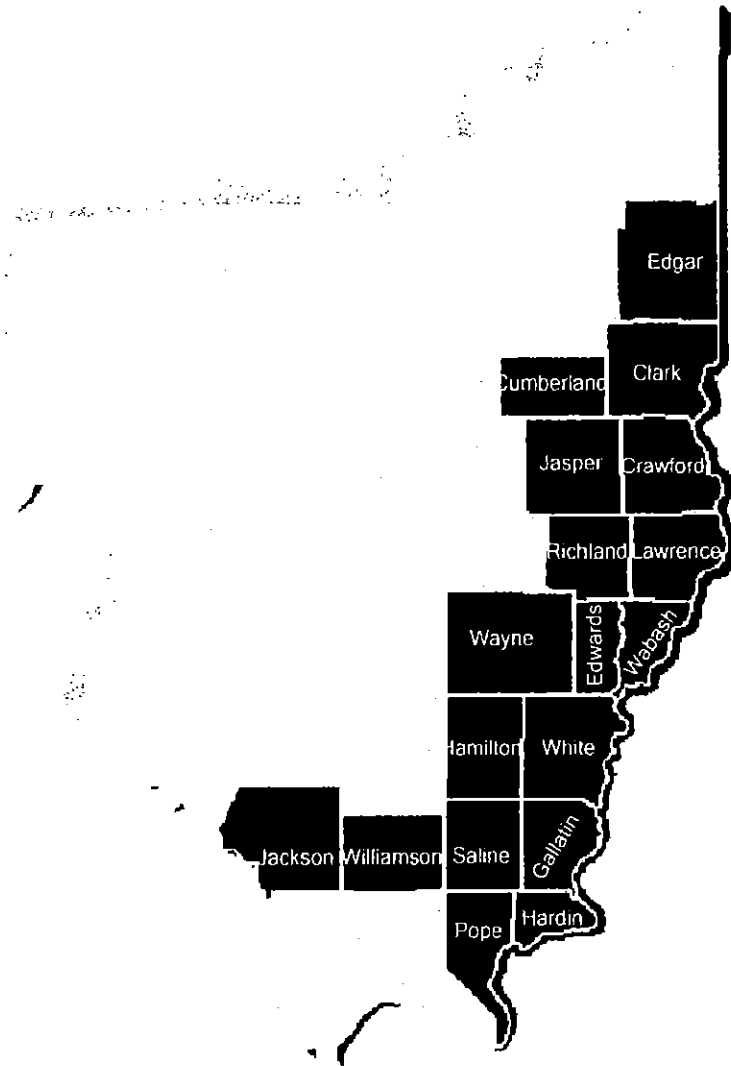 Edgar
Clark
Cumberland
Jasper
Crawford
Richland
Lawrence
Wayne
Edwards
Wabash
Hamilton
White
Jackson
Williamson
Saline
Gallatin
Pope
Hardin